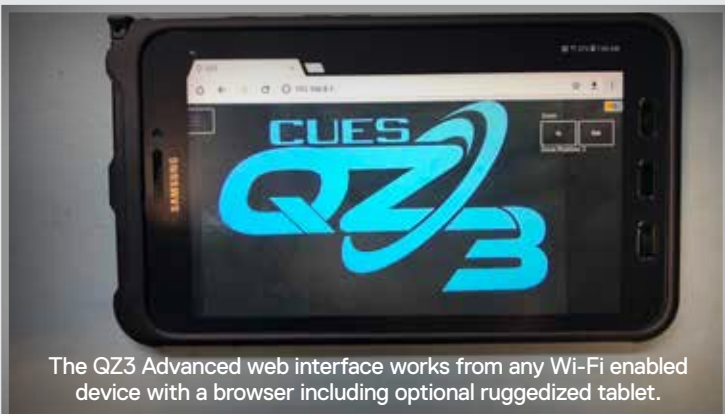 CUES
QZ3
SAMSUNG
The QZ3 Advanced web interface works from any Wi-Fi enabled
device with a browser including optional ruggedized tablet.